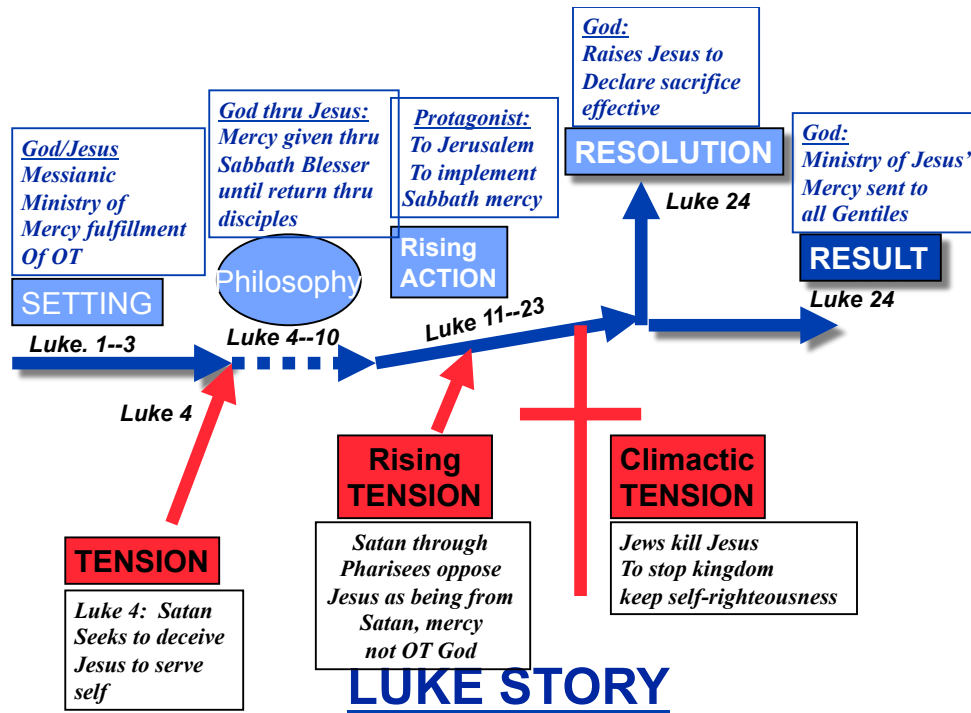 God:
Raises Jesus to
Declare sacrifice
effective
God thru Jesus:
Mercy given thru
Sabbath Blesser
until return thru
disciples
Protagonist:
To Jerusalem
To implement
Sabbath mercy
God/Jesus
Messianic
Ministry of
Mercy fulfillment
Of OT
God:
Ministry of Jesus’
Mercy sent to
all Gentiles
RESOLUTION
Luke 24
SETTING
Philosophy
Rising
ACTION
RESULT
Luke 24
Luke. 1--3
Luke 4--10
Luke 11--23
Luke 4
Rising
TENSION
Climactic
TENSION
TENSION
Satan through
Pharisees oppose
Jesus as being from
Satan, mercy
not OT God
Jews kill Jesus
To stop kingdom
keep self-righteousness
Luke 4: Satan
Seeks to deceive
Jesus to serve
self
LUKE STORY